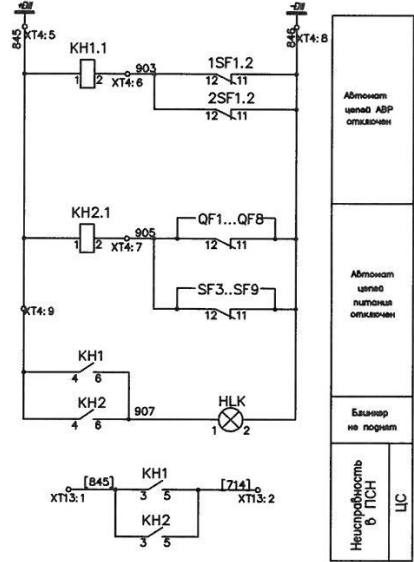 +ШП
-ШП
845
XT4:5
846
XT4:8
KH1.1
1 2
903
XT4:6
1SF1.2
12 11
2SF1.2
12 11
Автомат
цепей АВР
отключен
KH2.1
1 2
905
XT4:7
QF1...QF8
12 11
SF3..SF9
12 11
Автомат
цепей
питания
отключен
XT4:9
KH1
4 6
KH2
4 6
907
HLK
1 2
Блинкер
не поднят
[845]
XT13:1
KH1
3 5
[714]
XT13:2
KH2
3 5
Неисправность
в ПСН
ЦС